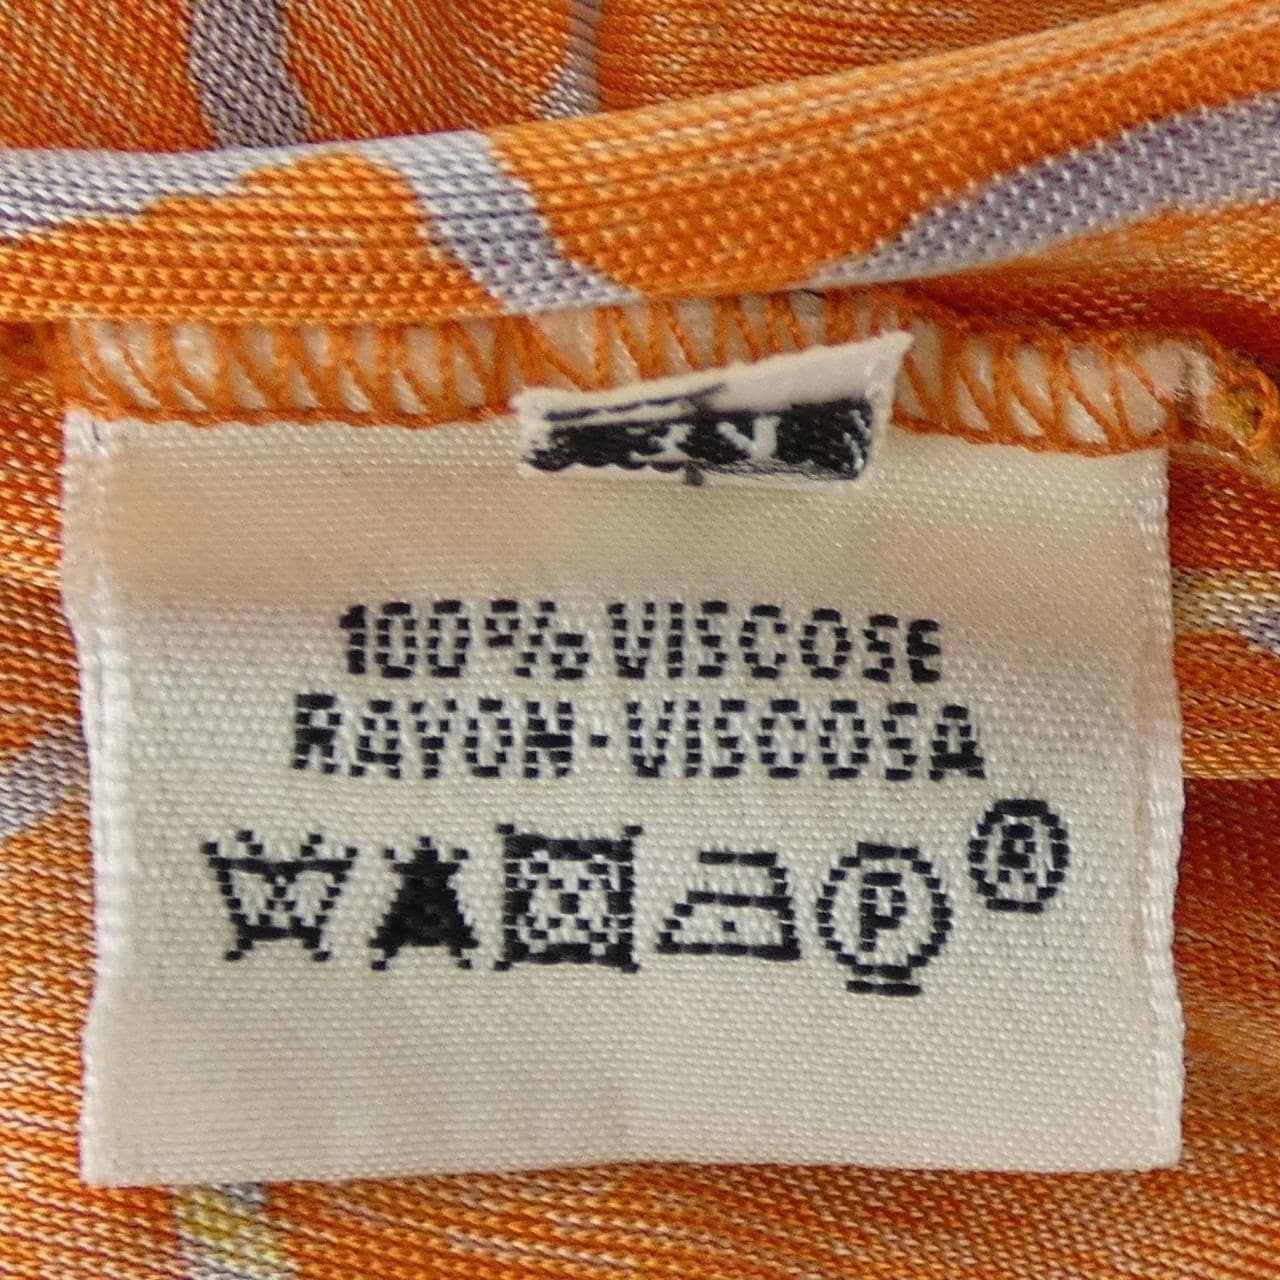 100% VISCOSE
RAYON-VISCOSA
P ®